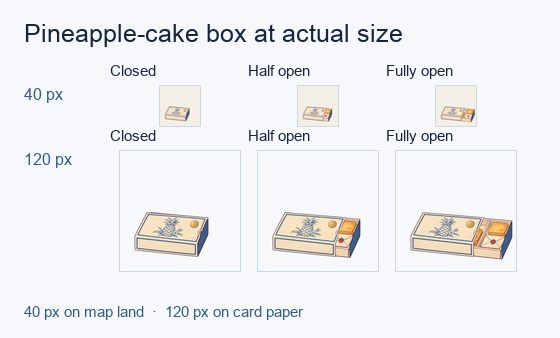 Pineapple-cake box at actual size
Closed Half open Fully open
40 px
Closed Half open Fully open
120 px
40 px on map land · 120 px on card paper